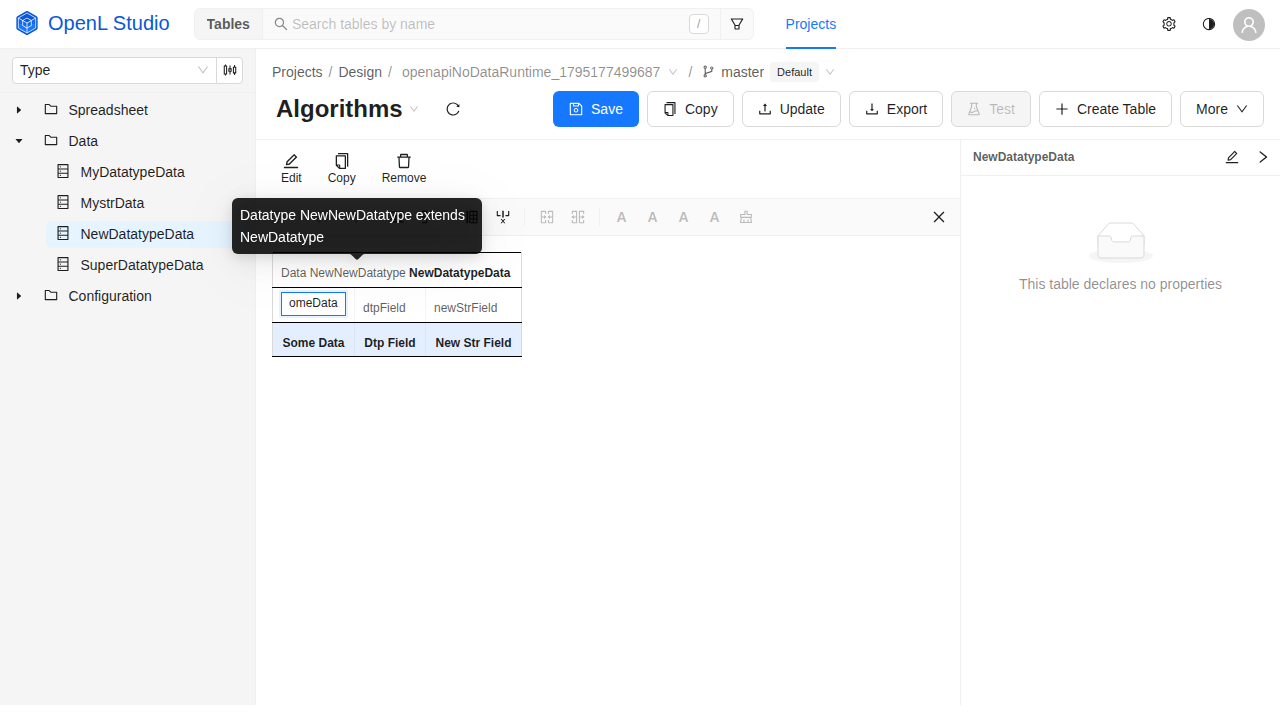 OpenL Studio
Tables
Search tables by name
/
Projects
Type
Spreadsheet
Data
MyDatatypeData
MystrData
NewDatatypeData
SuperDatatypeData
Configuration
Projects / Design / openapiNoDataRuntime_1795177499687 / master Default
Algorithms
Save
Copy
Update
Export
Test
Create Table
More
Edit
Copy
Remove
Datatype NewNewDatatype extends
NewDatatype
A A A A
Data NewNewDatatype NewDatatypeData
omeData dtpField newStrField
Some Data Dtp Field New Str Field
NewDatatypeData
This table declares no properties